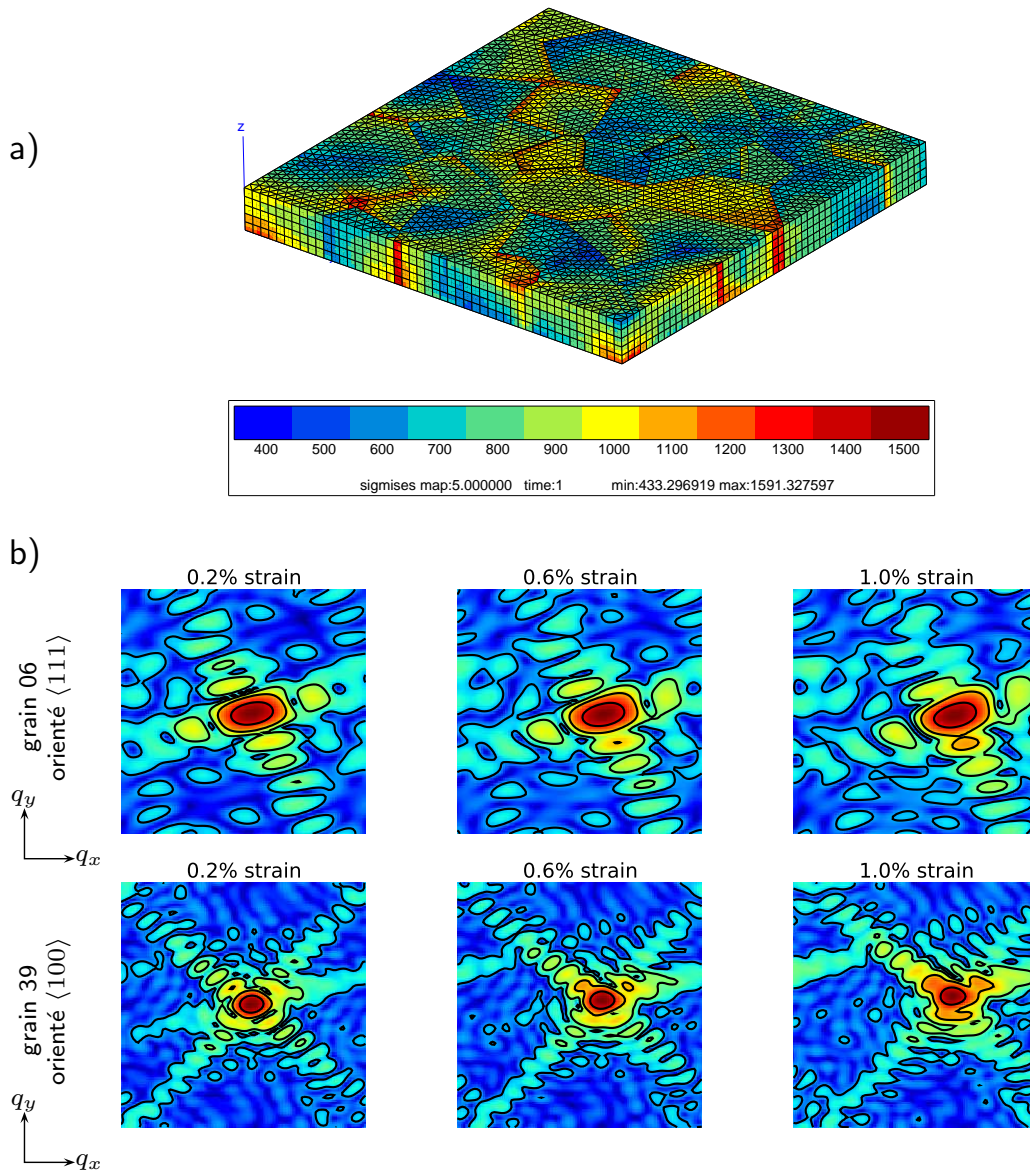 a)
z
400 500 600 700 800 900 1000 1100 1200 1300 1400 1500
sigmises map:5.000000 time:1 min:433.296919 max:1591.327597
b)
0.2% strain 0.6% strain 1.0% strain
grain 06
orienté ⟨111⟩
q_y
q_x
0.2% strain 0.6% strain 1.0% strain
grain 39
orienté ⟨100⟩
q_y
q_x